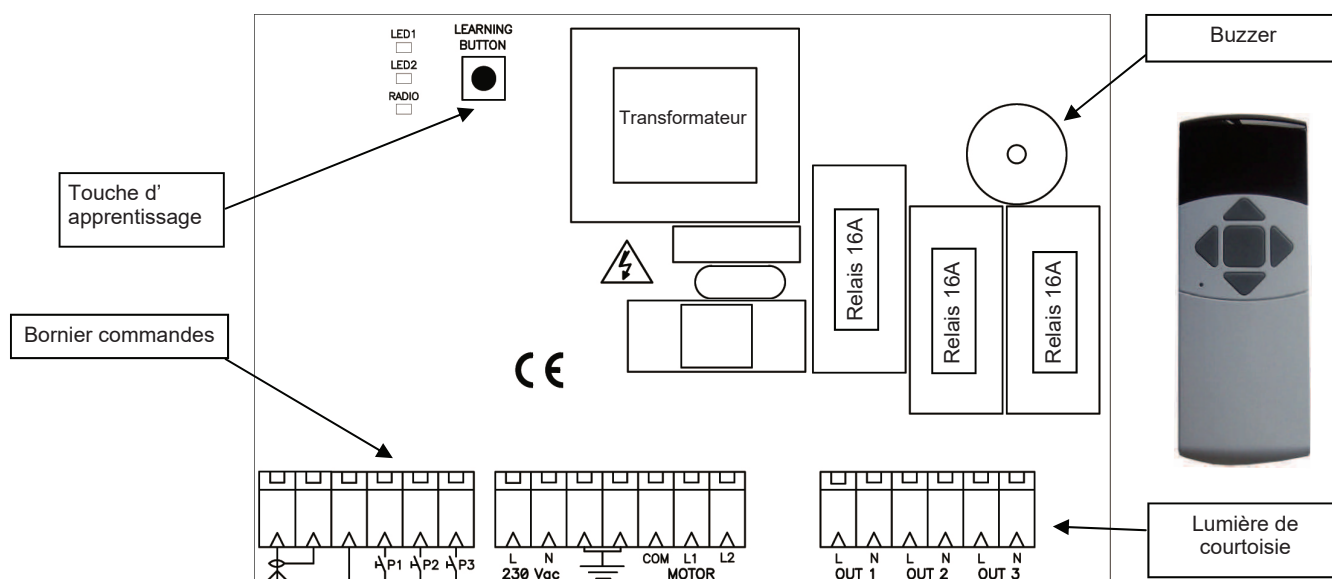 LED1
LED2
RADIO
LEARNING
BUTTON
Transformateur
Buzzer
Touche d'
apprentissage
Relais 16A
Relais 16A
Relais 16A
Bornier commandes
CE
P1 P2 P3
L N COM L1 L2
230 Vac MOTOR
L N L N L N
OUT 1 OUT 2 OUT 3
Lumière de
courtoisie